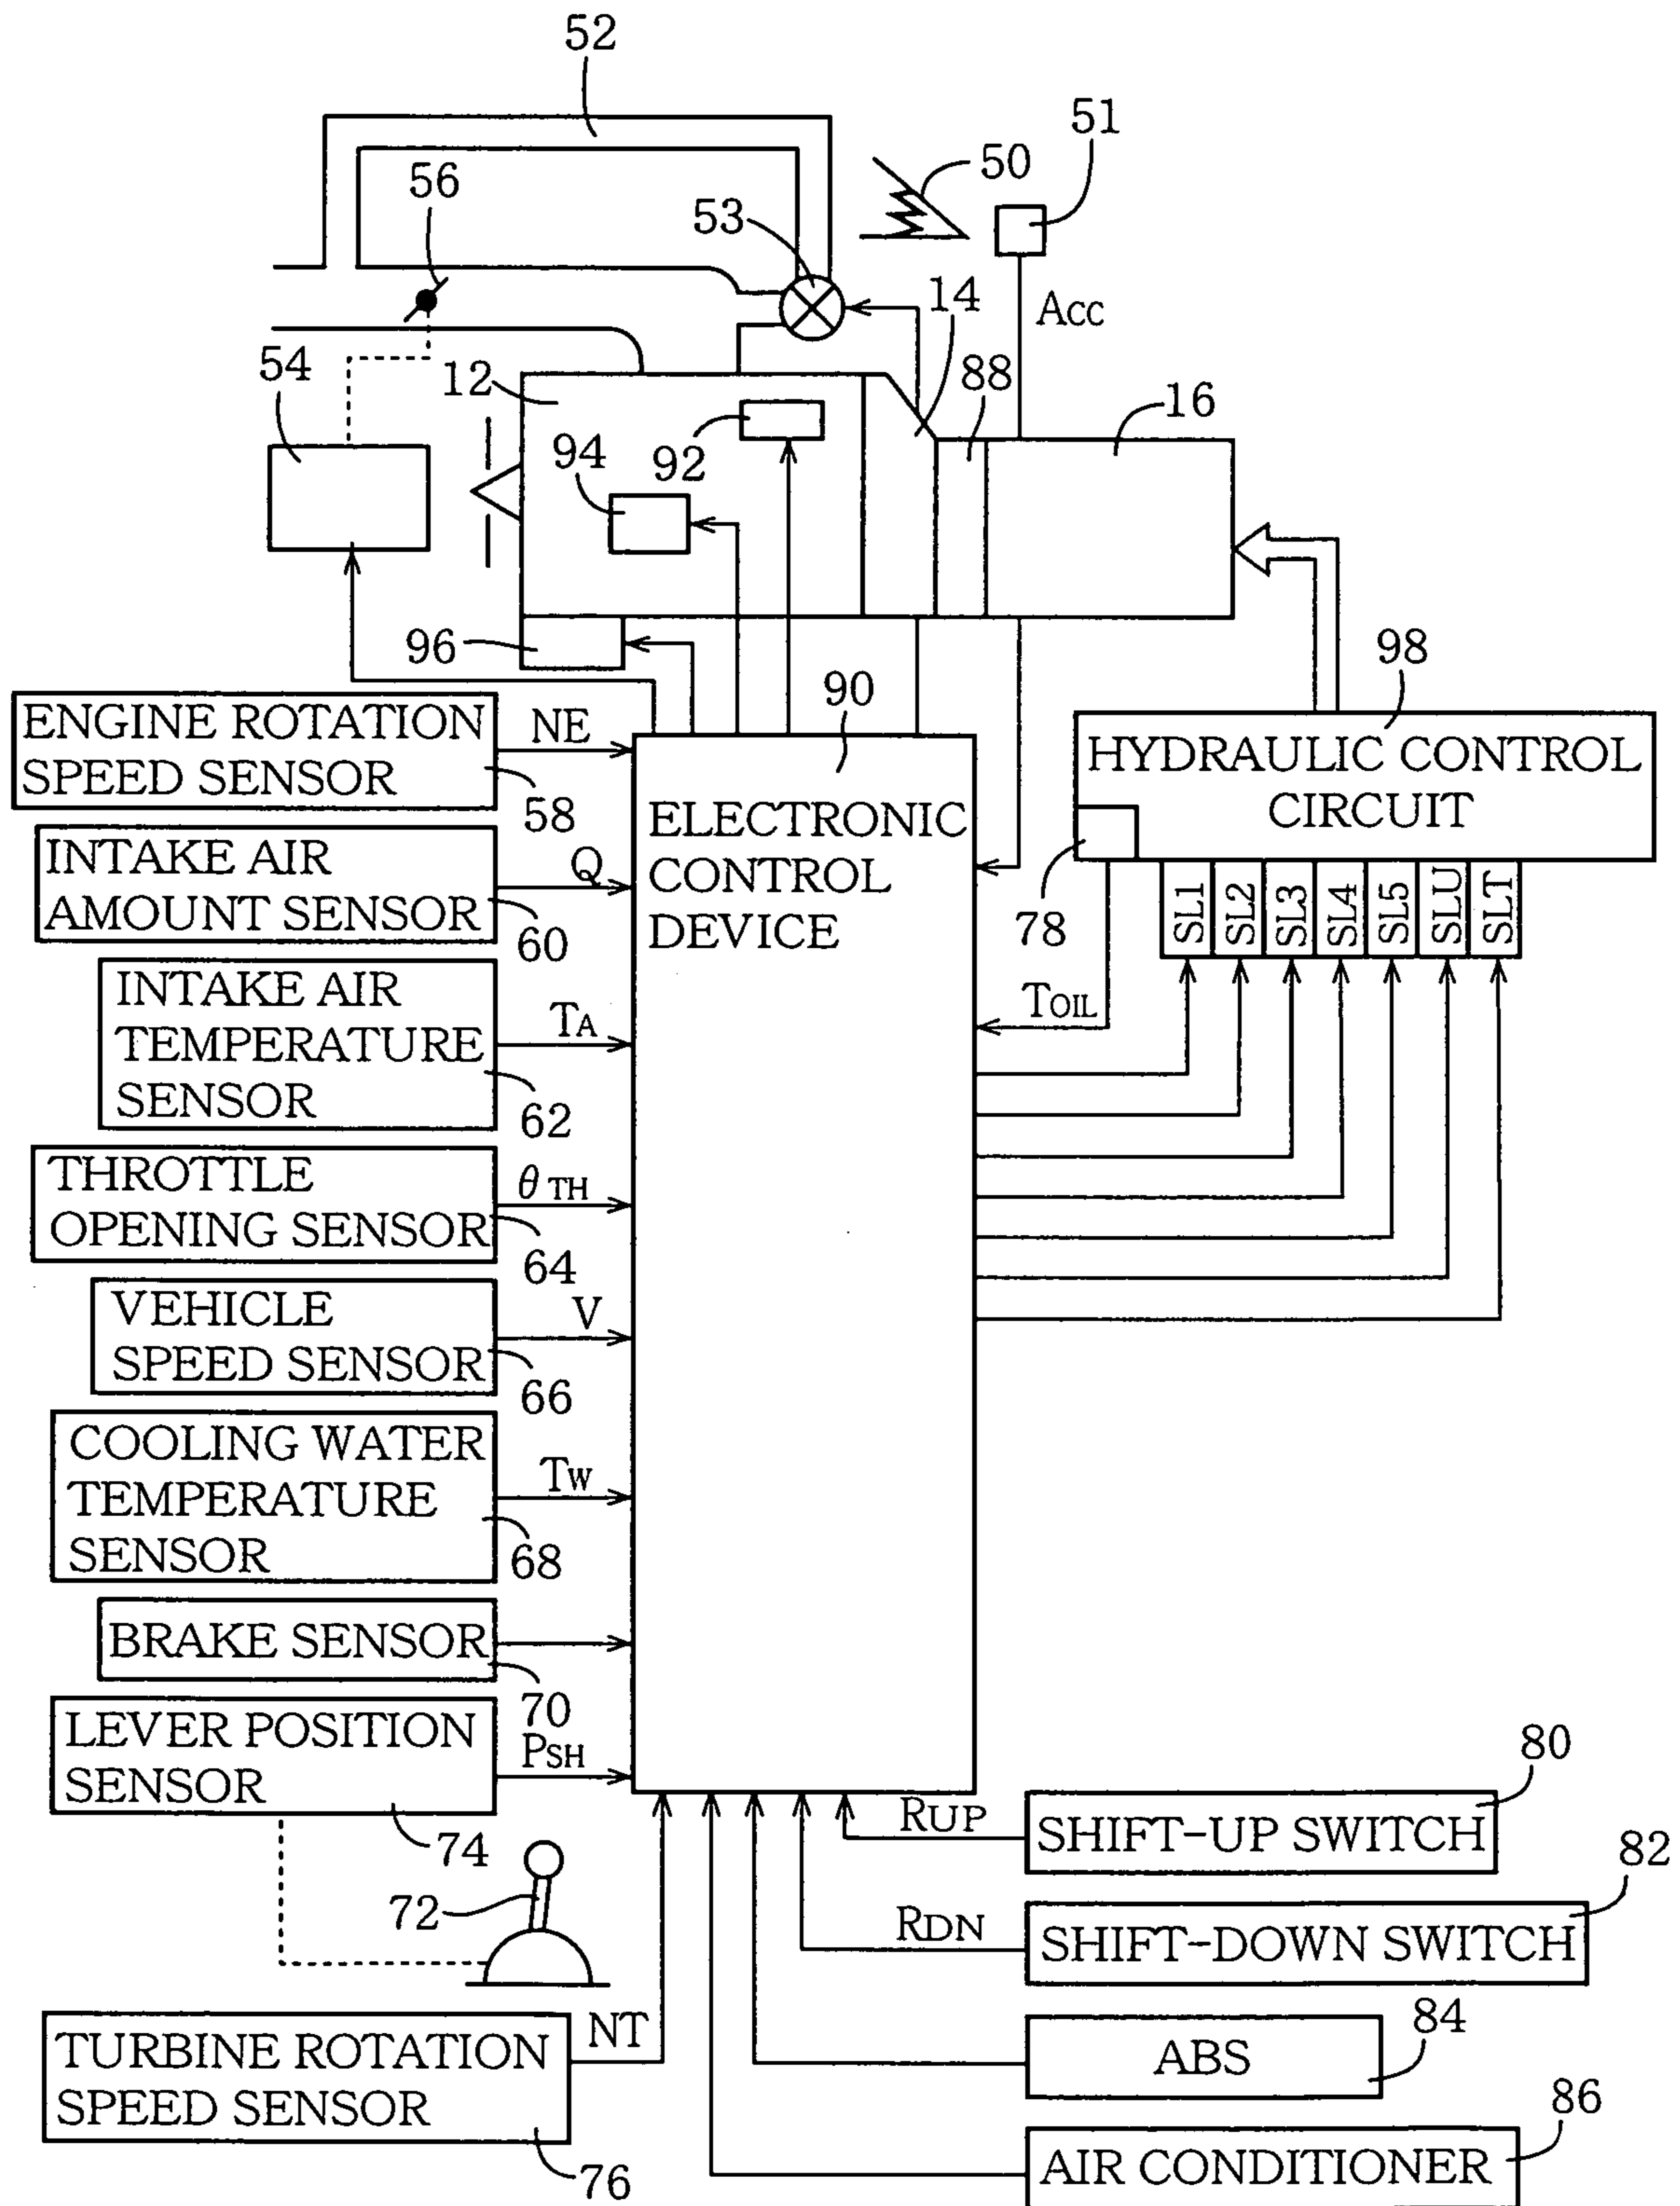 52
51
50
56
53
14
Acc
54
12
88
16
92
94
96
98
90
ENGINE ROTATION
SPEED SENSOR
NE
58
HYDRAULIC CONTROL
CIRCUIT
ELECTRONIC
CONTROL
DEVICE
INTAKE AIR
AMOUNT SENSOR
Q
60
78
SL1
SL2
SL3
SL4
SL5
SLU
SLT
INTAKE AIR
TEMPERATURE
SENSOR
TA
62
TOIL
THROTTLE
OPENING SENSOR
θTH
64
VEHICLE
SPEED SENSOR
V
66
COOLING WATER
TEMPERATURE
SENSOR
TW
68
BRAKE SENSOR
70
LEVER POSITION
SENSOR
PSH
74
72
RUP
SHIFT-UP SWITCH
80
RDN
SHIFT-DOWN SWITCH
82
TURBINE ROTATION
SPEED SENSOR
NT
76
ABS
84
AIR CONDITIONER
86